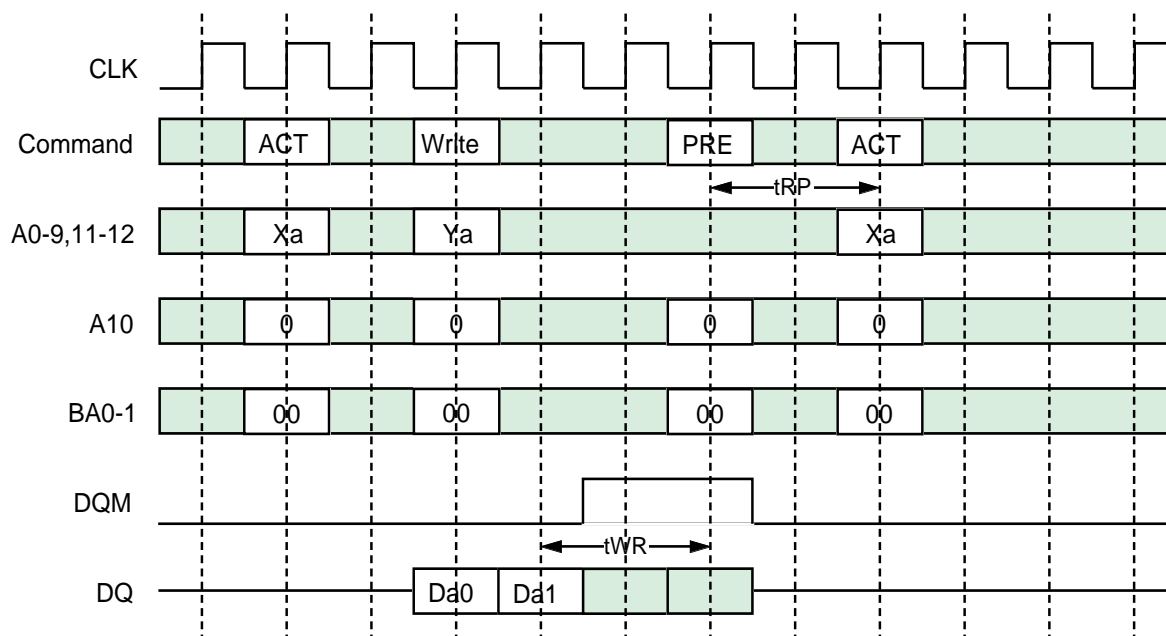 CLK
Command ACT Write PRE ACT
tRP
A0-9,11-12 Xa Ya Xa
A10 0 0 0 0
BA0-1 00 00 00 00
DQM
tWR
DQ Da0 Da1